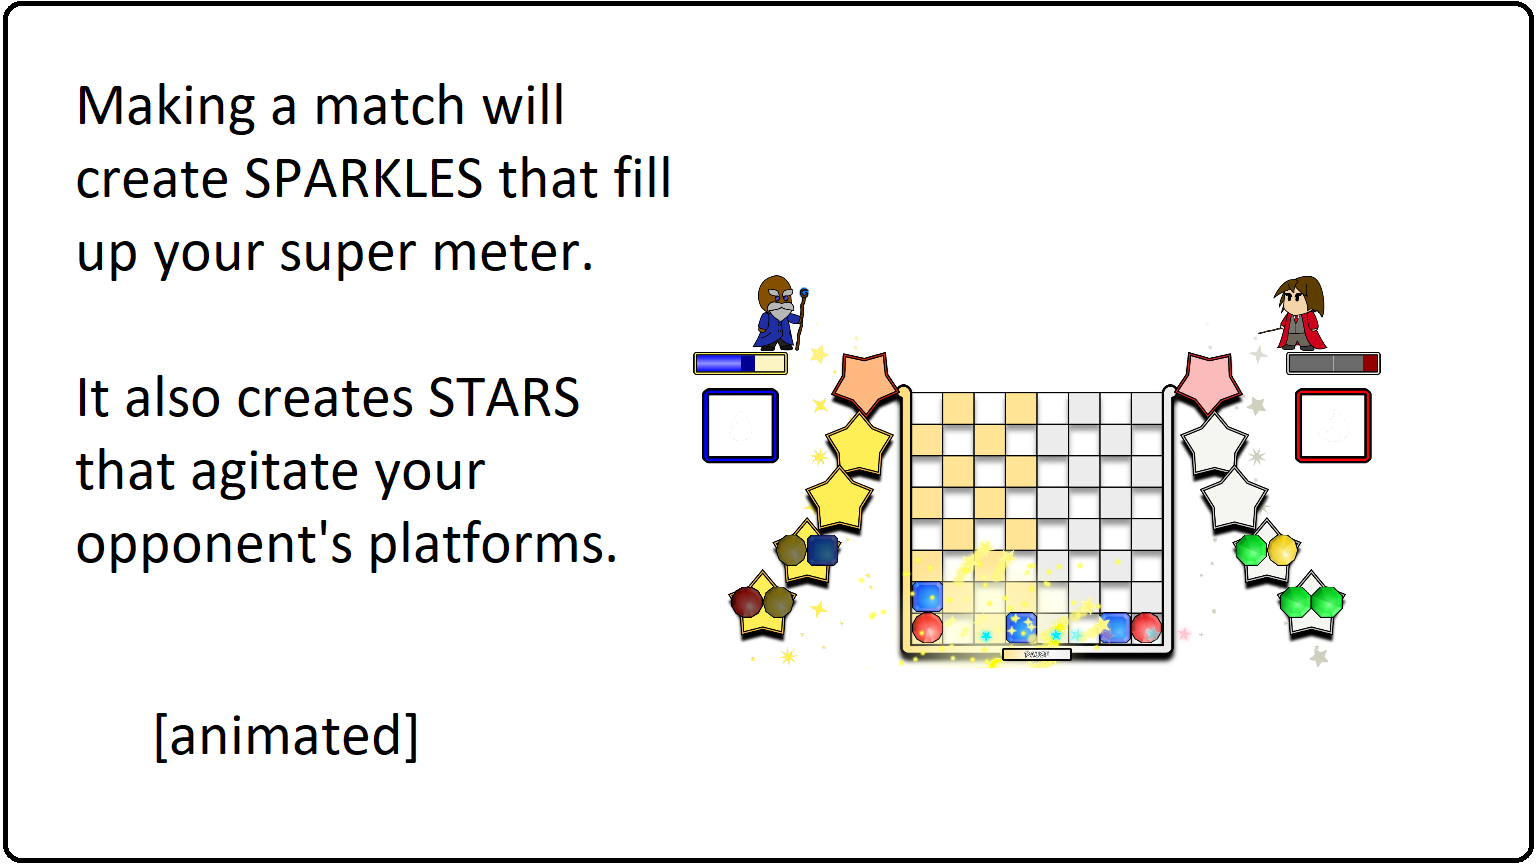 Making a match will
create SPARKLES that fill
up your super meter.
It also creates STARS
that agitate your
opponent's platforms.
[animated]
PAUSE